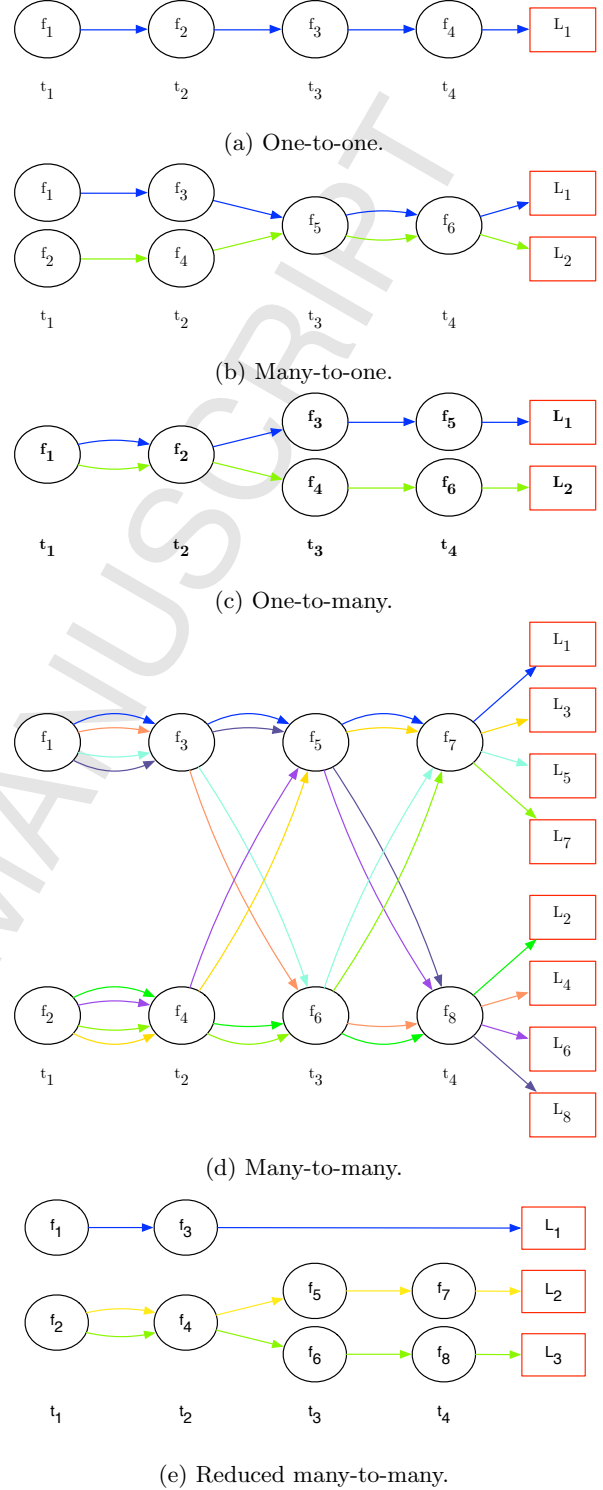 f1 f2 f3 f4 L1
t1 t2 t3 t4
(a) One-to-one.
f1 f3 L1
f5 f6
f2 f4 L2
t1 t2 t3 t4
(b) Many-to-one.
f3 f5 L1
f1 f2
f4 f6 L2
t1 t2 t3 t4
(c) One-to-many.
L1
L3
f1 f3 f5 f7
L5
L7
L2
L4
f2 f4 f6 f8
L6
t1 t2 t3 t4
L8
(d) Many-to-many.
f1 f3 L1
f5 f7 L2
f2 f4
f6 f8 L3
t1 t2 t3 t4
(e) Reduced many-to-many.
MANUSCRIPT